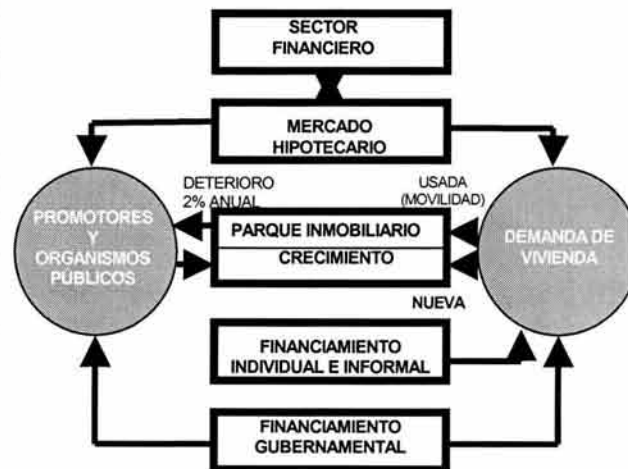 SECTOR
FINANCIERO
MERCADO
HIPOTECARIO
DETERIORO
2% ANUAL
USADA
(MOVILIDAD)
PROMOTORES
Y
ORGANISMOS
PÚBLICOS
PARQUE INMOBILIARIO
CRECIMIENTO
DEMANDA DE
VIVIENDA
NUEVA
FINANCIAMIENTO
INDIVIDUAL E INFORMAL
FINANCIAMIENTO
GUBERNAMENTAL